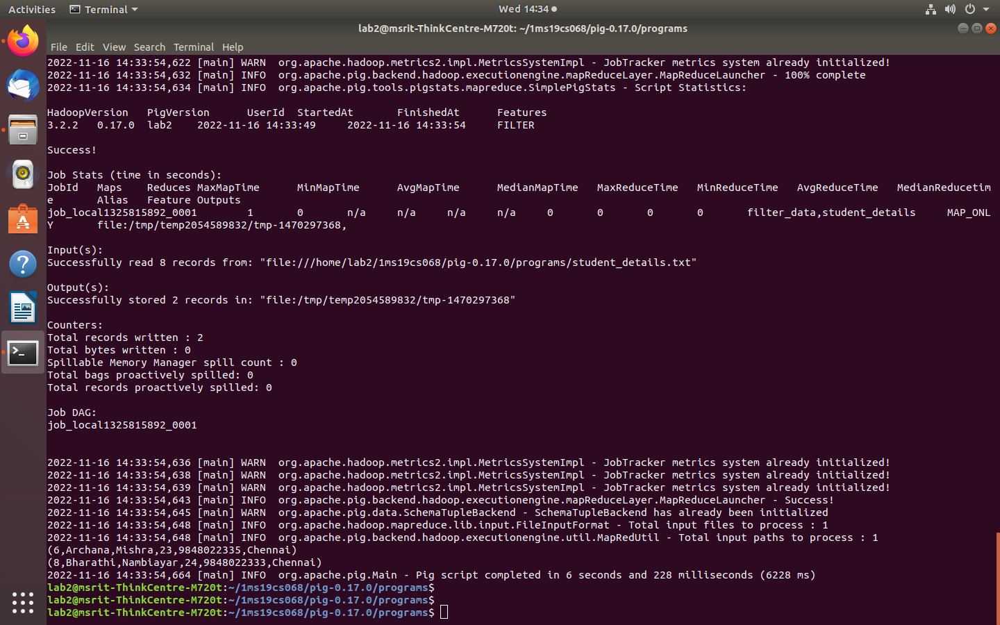 Activities Terminal Wed 14:34
lab2@msrit-ThinkCentre-M720t: ~/1ms19cs068/pig-0.17.0/programs
File Edit View Search Terminal Help
2022-11-16 14:33:54,622 [main] WARN  org.apache.hadoop.metrics2.impl.MetricsSystemImpl - JobTracker metrics system already initialized!
2022-11-16 14:33:54,632 [main] INFO  org.apache.pig.backend.hadoop.executionengine.mapReduceLayer.MapReduceLauncher - 100% complete
2022-11-16 14:33:54,634 [main] INFO  org.apache.pig.tools.pigstats.mapreduce.SimplePigStats - Script Statistics:
HadoopVersion   PigVersion      UserId  StartedAt       FinishedAt      Features
3.2.2   0.17.0  lab2    2022-11-16 14:33:49     2022-11-16 14:33:54     FILTER
Success!
Job Stats (time in seconds):
JobId   Maps    Reduces MaxMapTime      MinMapTime      AvgMapTime      MedianMapTime   MaxReduceTime   MinReduceTime   AvgReduceTime   MedianReducetim
e       Alias   Feature Outputs
job_local1325815892_0001        1       0       n/a     n/a     n/a     n/a     0       0       0       0       filter_data,student_details     MAP_ONL
Y       file:/tmp/temp2054589832/tmp-1470297368,
Input(s):
Successfully read 8 records from: "file:///home/lab2/1ms19cs068/pig-0.17.0/programs/student_details.txt"
Output(s):
Successfully stored 2 records in: "file:/tmp/temp2054589832/tmp-1470297368"
Counters:
Total records written : 2
Total bytes written : 0
Spillable Memory Manager spill count : 0
Total bags proactively spilled: 0
Total records proactively spilled: 0
Job DAG:
job_local1325815892_0001
2022-11-16 14:33:54,636 [main] WARN  org.apache.hadoop.metrics2.impl.MetricsSystemImpl - JobTracker metrics system already initialized!
2022-11-16 14:33:54,638 [main] WARN  org.apache.hadoop.metrics2.impl.MetricsSystemImpl - JobTracker metrics system already initialized!
2022-11-16 14:33:54,639 [main] WARN  org.apache.hadoop.metrics2.impl.MetricsSystemImpl - JobTracker metrics system already initialized!
2022-11-16 14:33:54,643 [main] INFO  org.apache.pig.backend.hadoop.executionengine.mapReduceLayer.MapReduceLauncher - Success!
2022-11-16 14:33:54,645 [main] WARN  org.apache.pig.data.SchemaTupleBackend - SchemaTupleBackend has already been initialized
2022-11-16 14:33:54,648 [main] INFO  org.apache.hadoop.mapreduce.lib.input.FileInputFormat - Total input files to process : 1
2022-11-16 14:33:54,648 [main] INFO  org.apache.pig.backend.hadoop.executionengine.util.MapRedUtil - Total input paths to process : 1
(6,Archana,Mishra,23,9848022335,Chennai)
(8,Bharathi,Nambiayar,24,9848022333,Chennai)
2022-11-16 14:33:54,664 [main] INFO  org.apache.pig.Main - Pig script completed in 6 seconds and 228 milliseconds (6228 ms)
lab2@msrit-ThinkCentre-M720t:~/1ms19cs068/pig-0.17.0/programs$
lab2@msrit-ThinkCentre-M720t:~/1ms19cs068/pig-0.17.0/programs$
lab2@msrit-ThinkCentre-M720t:~/1ms19cs068/pig-0.17.0/programs$